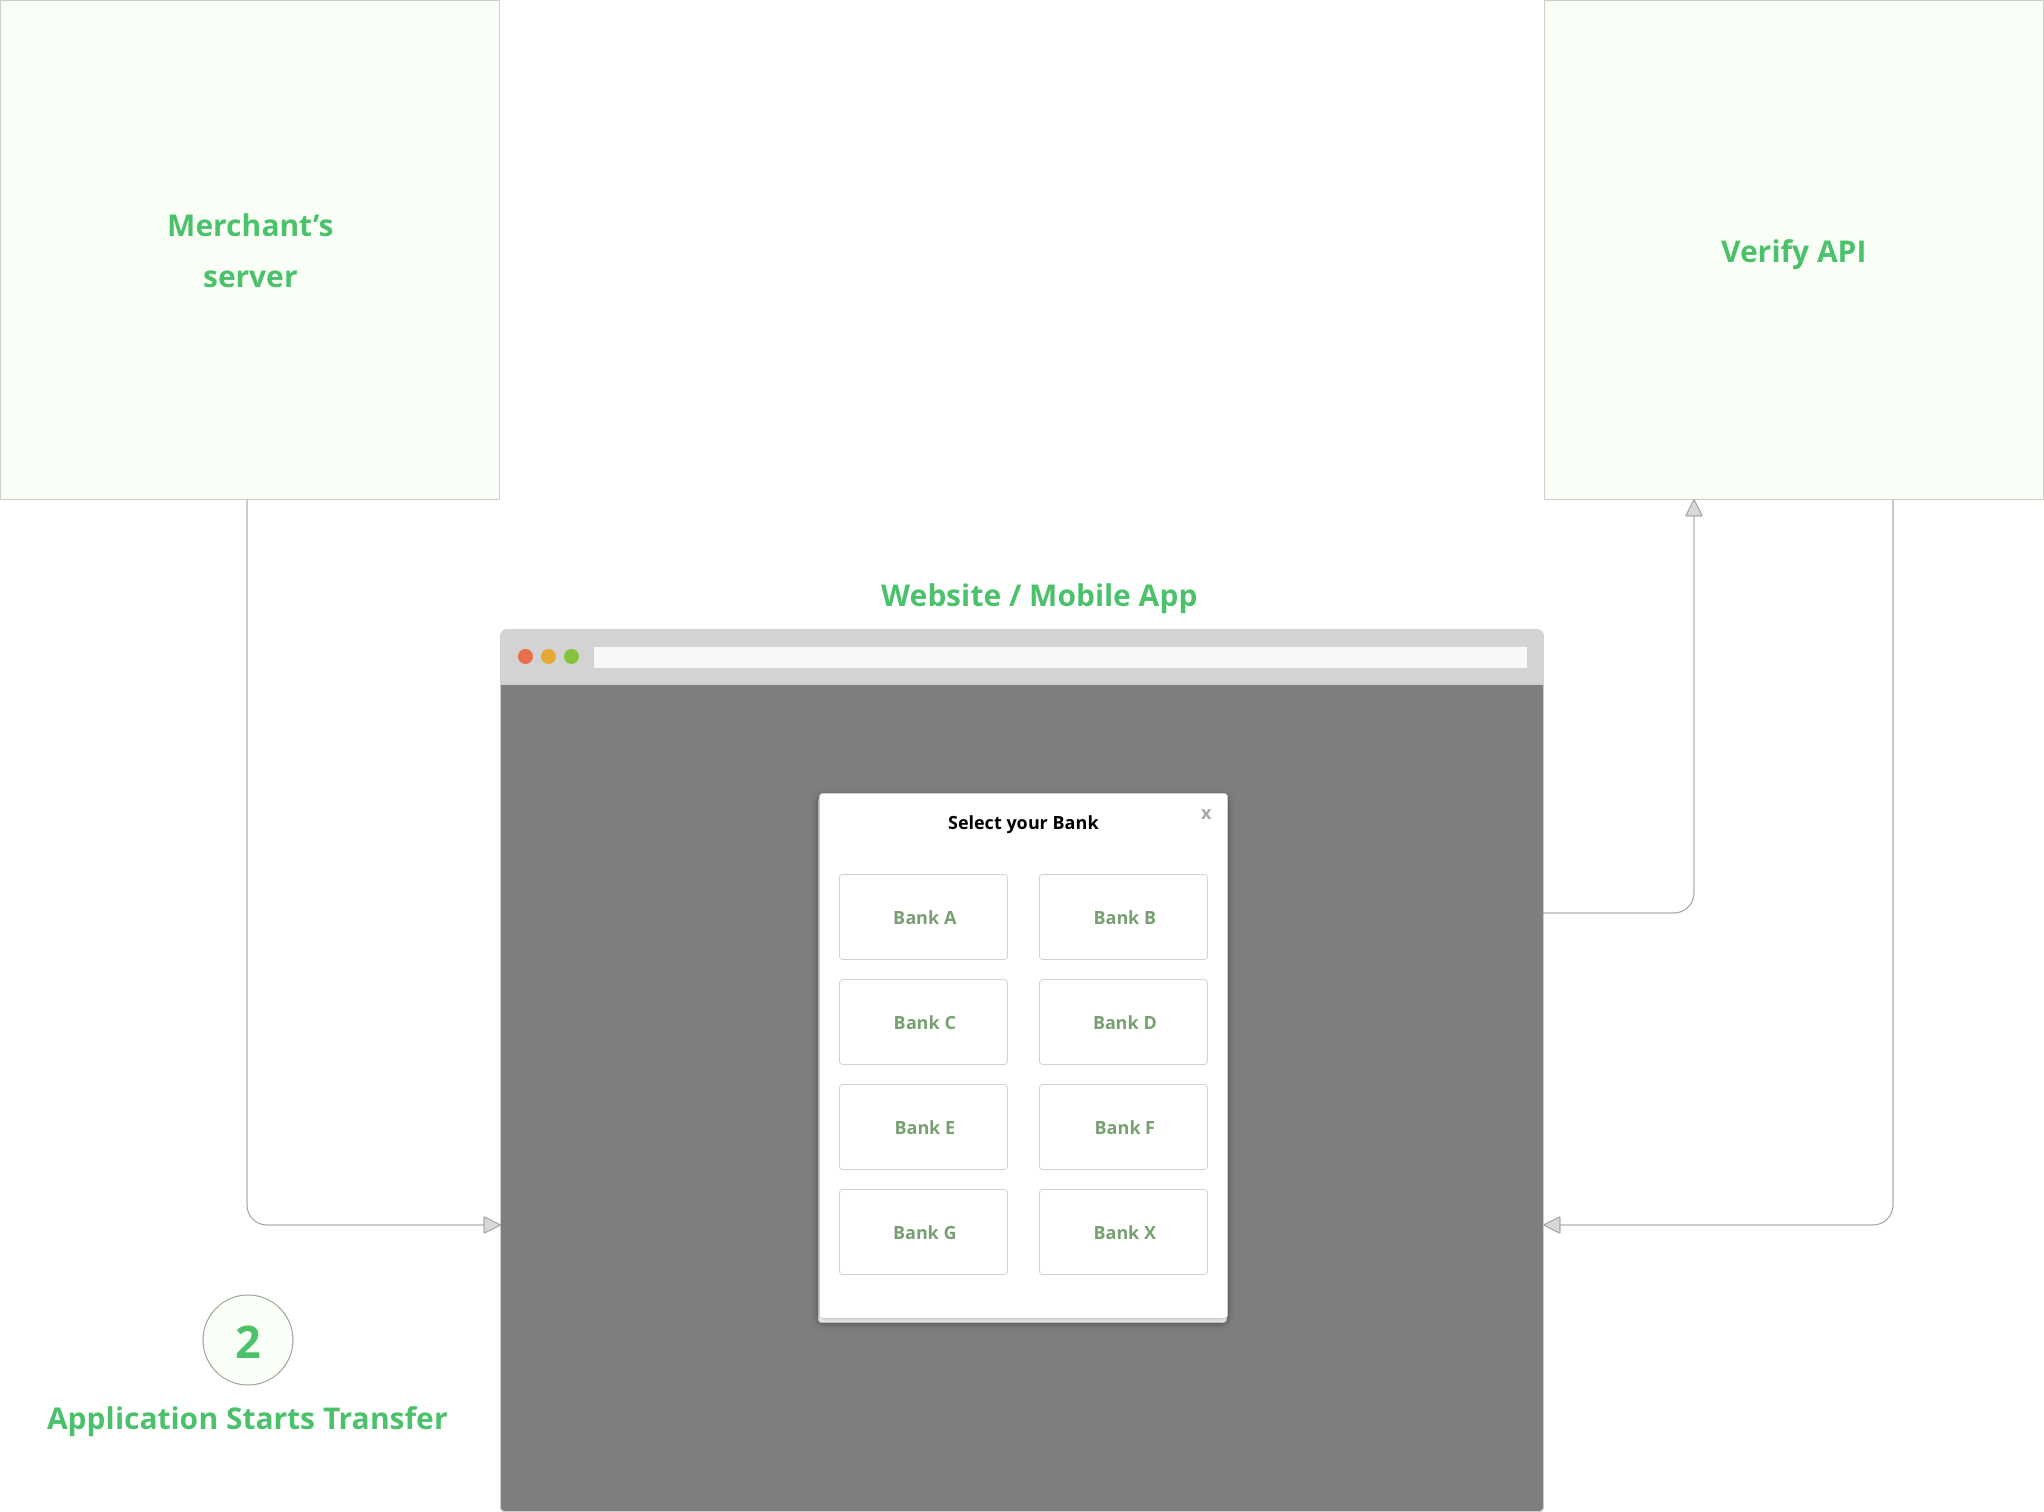 Merchant’s
server
Verify API
Website / Mobile App
Select your Bank
x
Bank A
Bank B
Bank C
Bank D
Bank E
Bank F
Bank G
Bank X
2
Application Starts Transfer